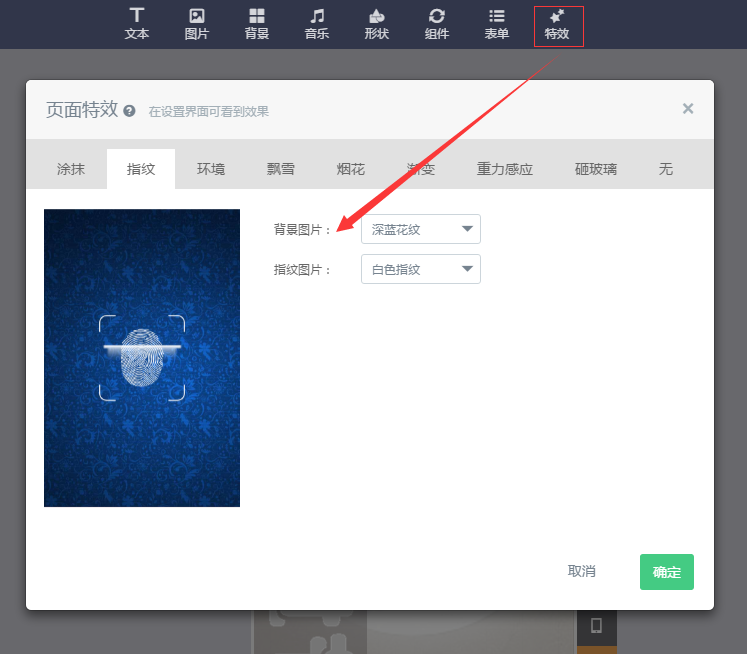 文本 图片 背景 音乐 形状 组件 表单 特效
页面特效 ? 在设置界面可看到效果 ×
涂抹 指纹 环境 飘雪 烟花 渐变 重力感应 砸玻璃 无
背景图片： 深蓝花纹
指纹图片： 白色指纹
取消 确定